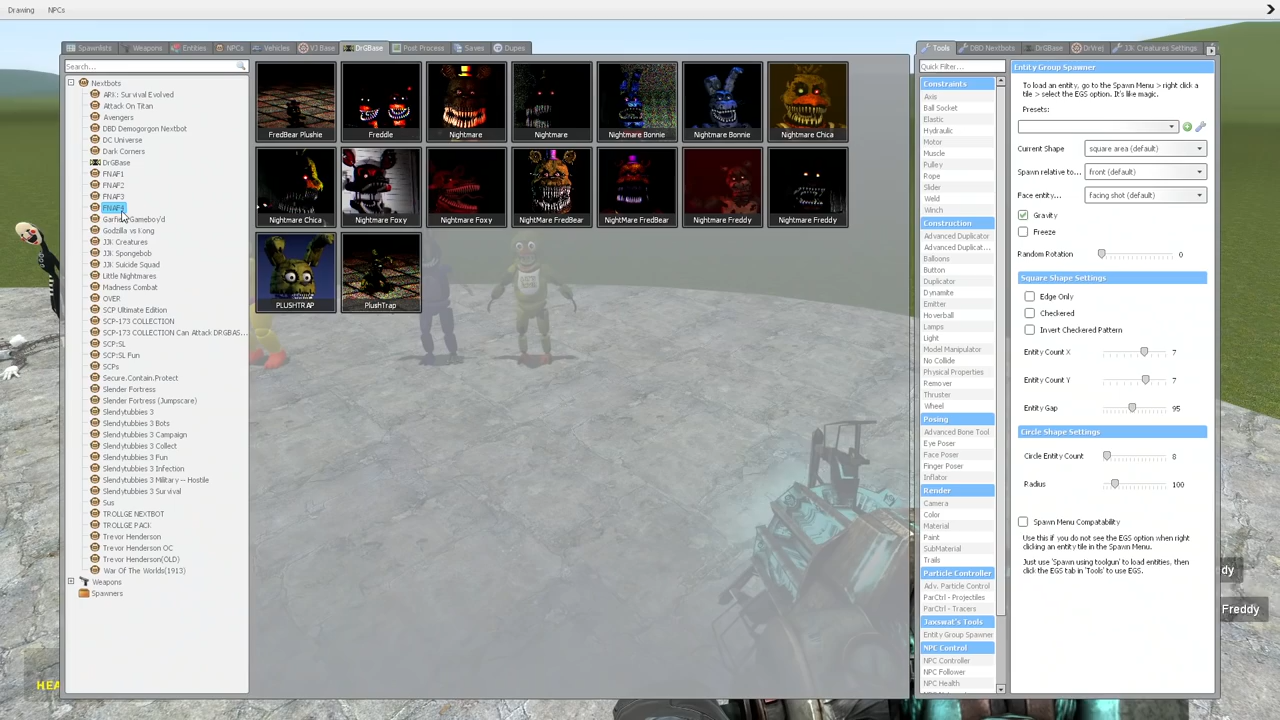 Drawing NPCs
Spawnlists Weapons Entities NPCs Vehicles VJ Base DrGBase Post Process Saves Dupes
Search...
Nextbots
ARK: Survival Evolved
Attack On Titan
Avengers
DBD Demogorgon Nextbot
DC Universe
Dark Corners
DrGBase
FNAF1
FNAF2
FNAF3
FNAF4
Godzilla vs Kong
JJk Creatures
JJk Spongebob
JJk Suicide Squad
Little Nightmares
Madness Combat
OVER
SCP Ultimate Edition
SCP-173 COLLECTION
SCP-173 COLLECTION Can Attack DRGBAS...
SCP:SL
SCP:SL Fun
SCPs
Secure.Contain.Protect
Slender Fortress
Slender Fortress (Jumpscare)
Slendytubbies 3
Slendytubbies 3 Bots
Slendytubbies 3 Campaign
Slendytubbies 3 Collect
Slendytubbies 3 Fun
Slendytubbies 3 Infection
Slendytubbies 3 Military -- Hostile
Slendytubbies 3 Survival
Sus
TROLLGE NEXTBOT
TROLLGE PACK
Trevor Henderson
Trevor Henderson OC
Trevor Henderson(OLD)
War Of The Worlds(1913)
Weapons
Spawners
FredBear Plushie
Freddle
Nightmare
Nightmare
Nightmare Bonnie
Nightmare Bonnie
Nightmare Chica
Nightmare Chica
Nightmare Foxy
Nightmare Foxy
Nightmare FredBear
Nightmare FredBear
Nightmare Freddy
Nightmare Freddy
PLUSHTRAP
PlushTrap
Tools DBD Nextbots DrGBase DrVrej JJk Creatures Settings
Quick Filter...
Constraints
Axis
Ball Socket
Elastic
Hydraulic
Motor
Muscle
Pulley
Rope
Slider
Weld
Winch
Construction
Advanced Duplicator
Advanced Duplicat...
Balloons
Button
Duplicator
Dynamite
Emitter
Hoverball
Lamps
Light
Model Manipulator
No Collide
Physical Properties
Remover
Thruster
Wheel
Posing
Advanced Bone Tool
Eye Poser
Face Poser
Finger Poser
Inflator
Render
Camera
Color
Material
Paint
SubMaterial
Trails
Particle Controller
Adv. Particle Control
ParCtrl - Projectiles
ParCtrl - Tracers
Jaxswat's Tools
Entity Group Spawner
NPC Control
NPC Controller
NPC Follower
NPC Health
Entity Group Spawner
To load an entity, go to the Spawn Menu > right click a
tile > select the EGS option. It's like magic.
Presets:
Current Shape square area (default)
Spawn relative to... front (default)
Face entity... facing shot (default)
Gravity
Freeze
Random Rotation 0
Square Shape Settings
Edge Only
Checkered
Invert Checkered Pattern
Entity Count X 7
Entity Count Y 7
Entity Gap 95
Circle Shape Settings
Circle Entity Count 8
Radius 100
Spawn Menu Compatability
Use this if you do not see the EGS option when right
clicking an entity tile in the Spawn Menu.
Just use 'Spawn using toolgun' to load entities, then
click the EGS tab in 'Tools' to use EGS.
dy
Freddy
HEA